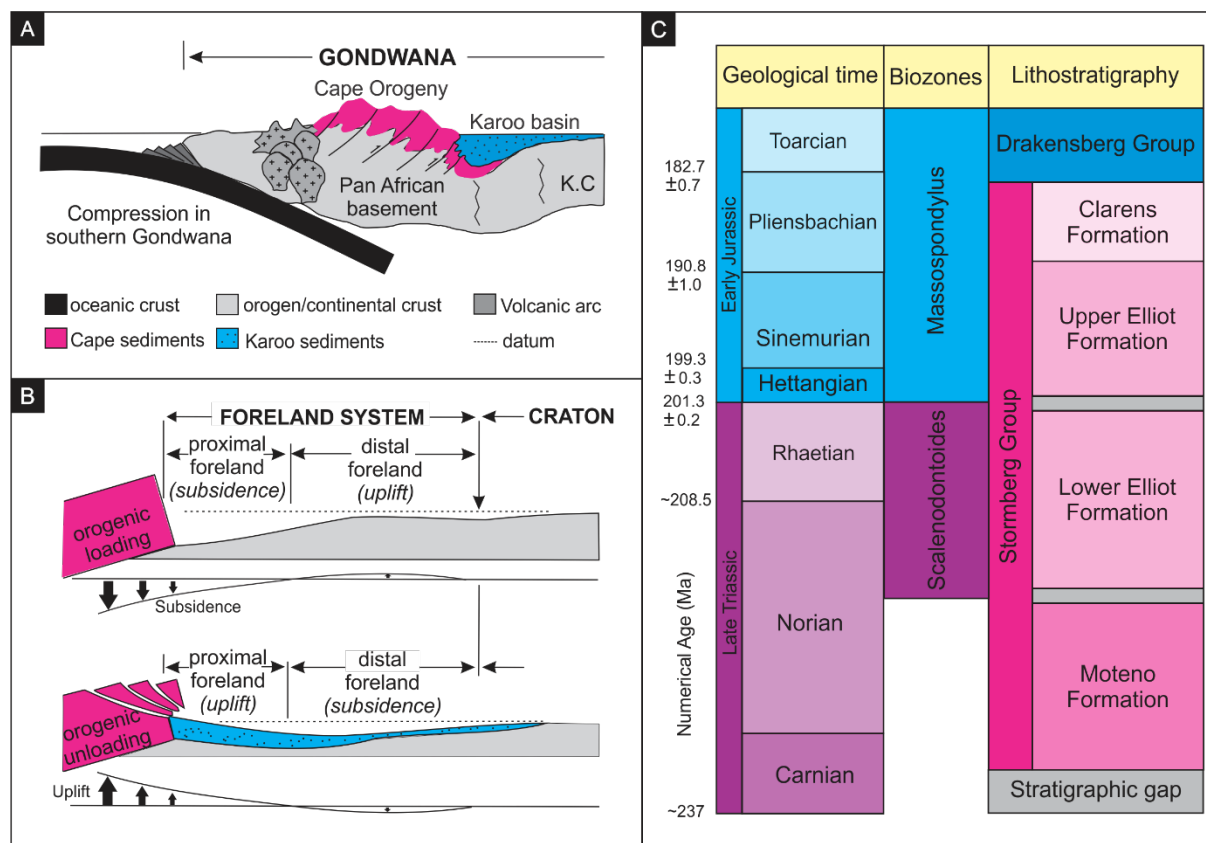 A
GONDWANA
Cape Orogeny
Karoo basin
Pan African
basement
K.C
Compression in
southern Gondwana
oceanic crust
orogen/continental crust
Volcanic arc
Cape sediments
Karoo sediments
datum
B
FORELAND SYSTEM
CRATON
proximal
foreland
(subsidence)
distal
foreland
(uplift)
orogenic
loading
Subsidence
proximal
foreland
(uplift)
distal
foreland
(subsidence)
orogenic
unloading
Uplift
C
Geological time
Biozones
Lithostratigraphy
Numerical Age (Ma)
182.7
±0.7
190.8
±1.0
199.3
±0.3
201.3
±0.2
~208.5
~237
Early Jurassic
Late Triassic
Toarcian
Pliensbachian
Sinemurian
Hettangian
Rhaetian
Norian
Carnian
Massospondylus
Scalenodontoides
Drakensberg Group
Stormberg Group
Clarens
Formation
Upper Elliot
Formation
Lower Elliot
Formation
Moteno
Formation
Stratigraphic gap